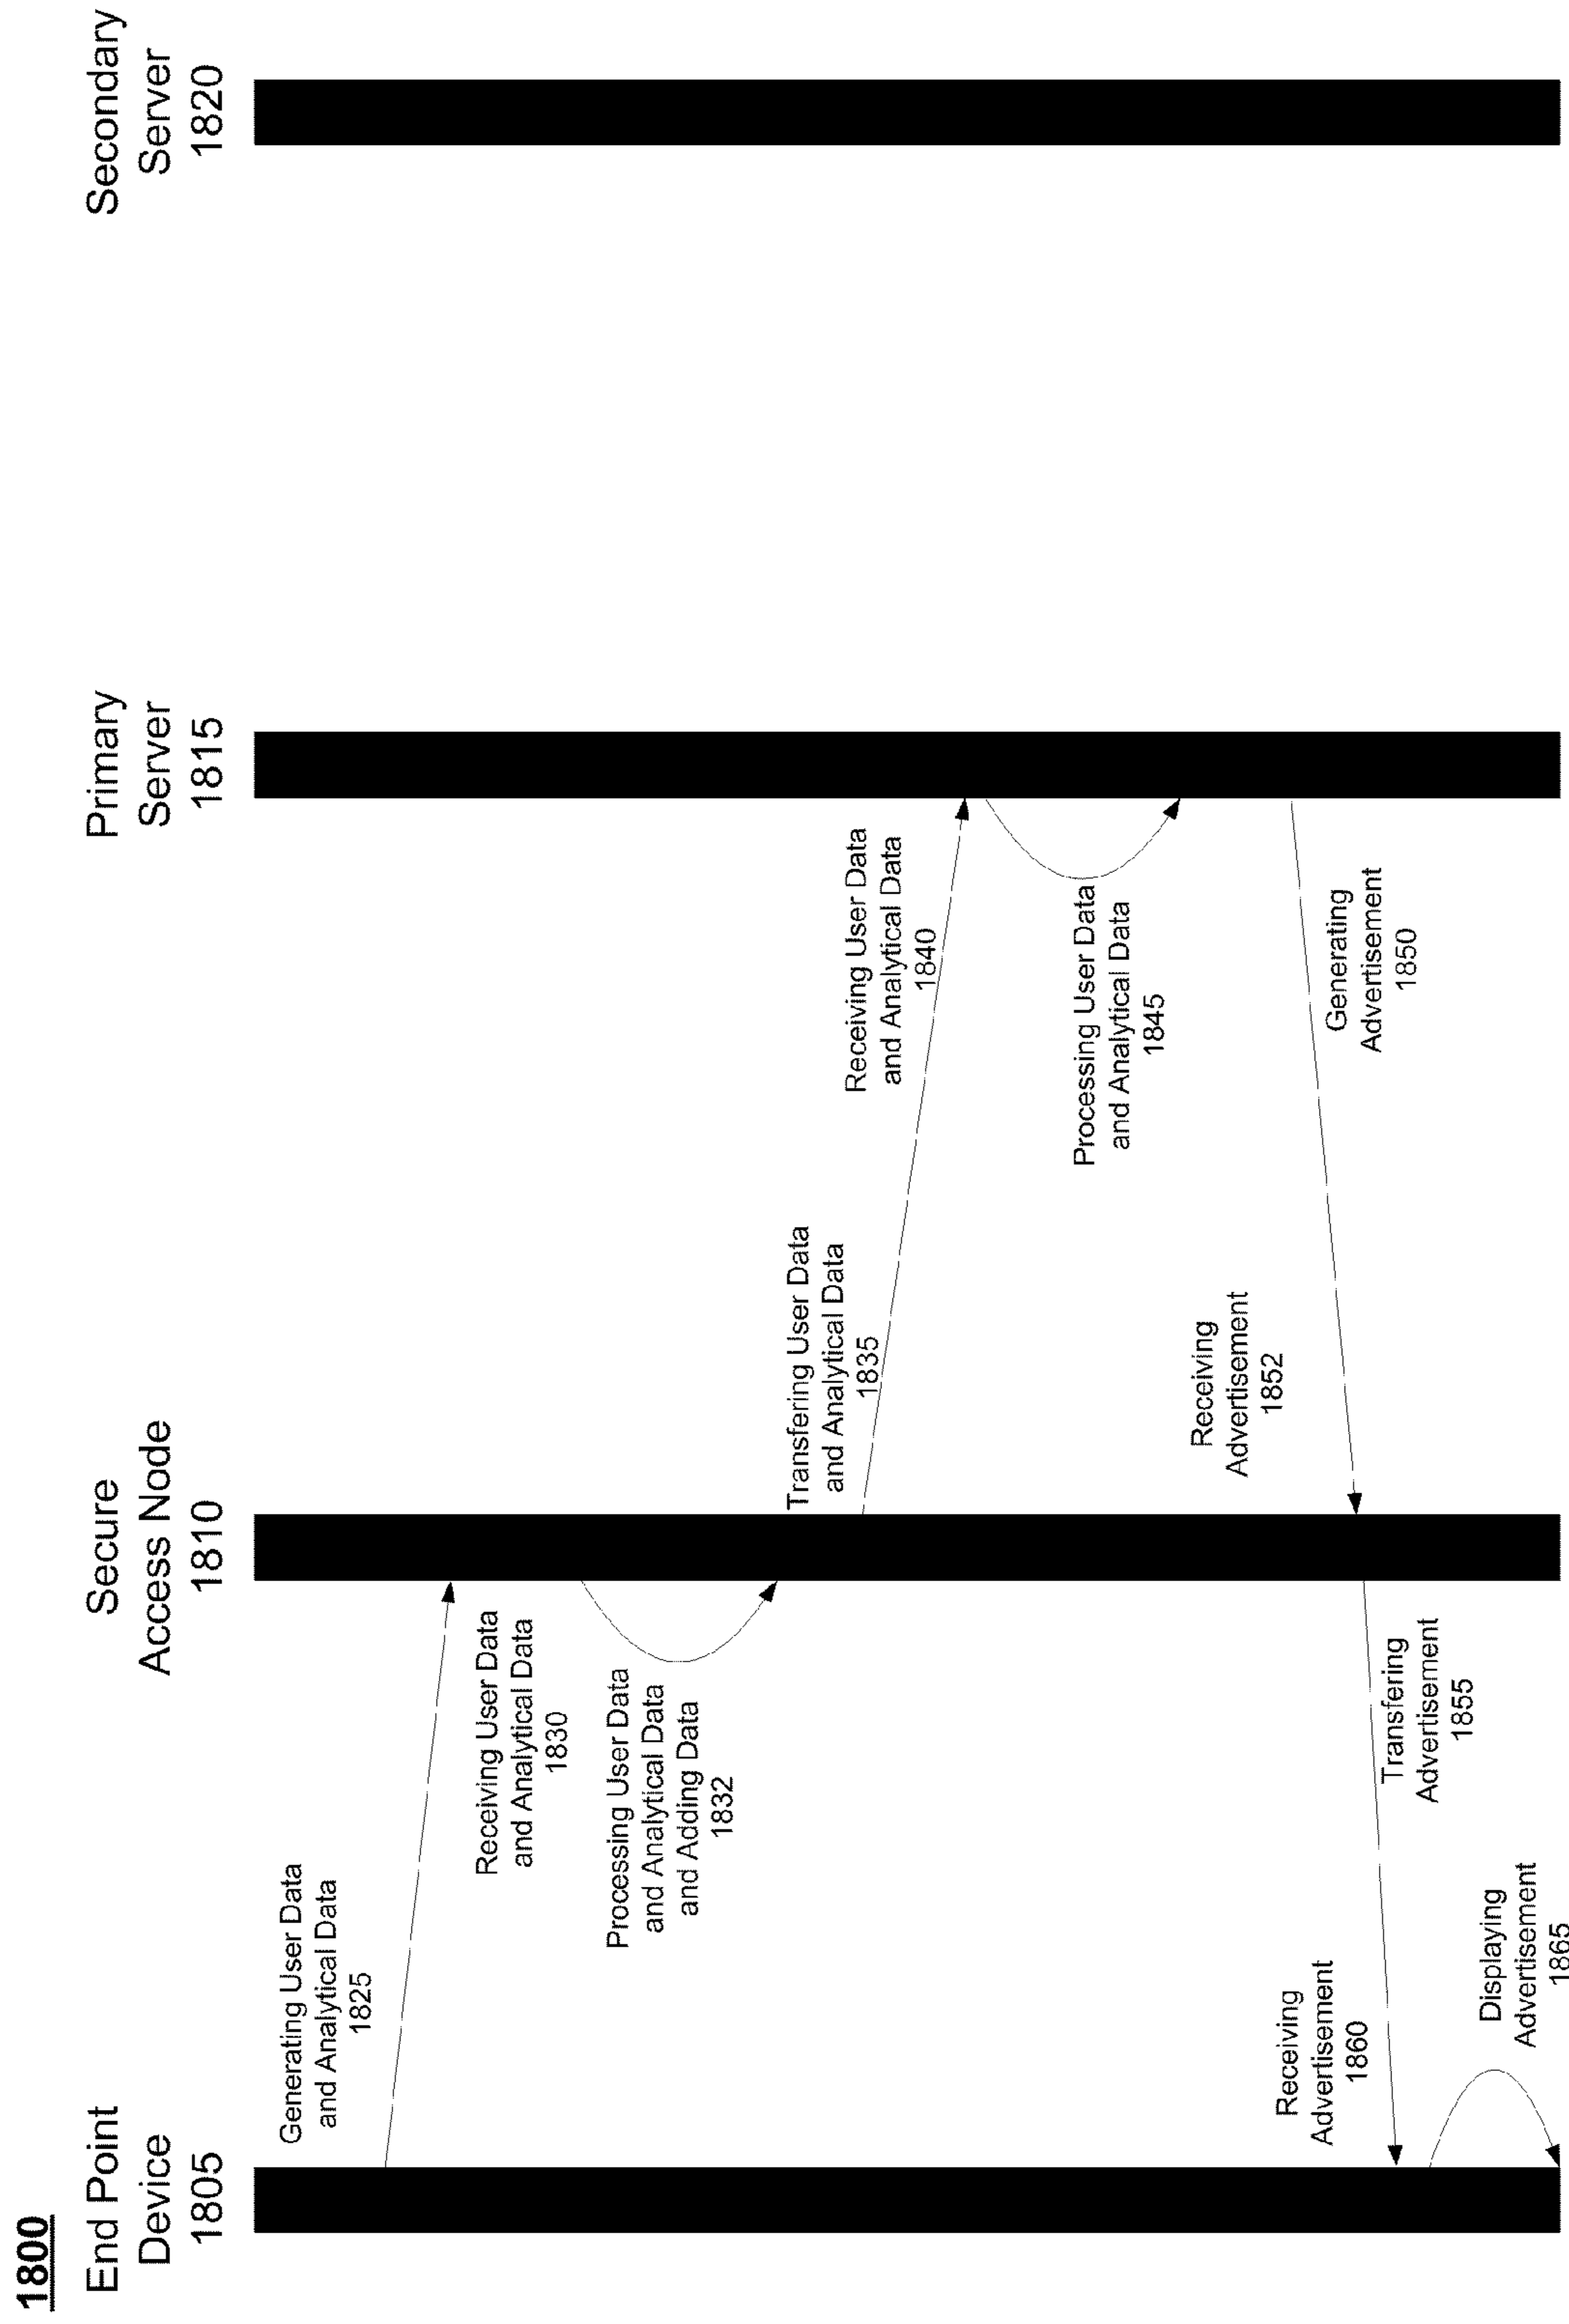 1800
End Point
Device
1805
Secure
Access Node
1810
Primary
Server
1815
Secondary
Server
1820
Generating User Data
and Analytical Data
1825
Receiving User Data
and Analytical Data
1830
Processing User Data
and Analytical Data
and Adding Data
1832
Transfering User Data
and Analytical Data
1835
Receiving User Data
and Analytical Data
1840
Processing User Data
and Analytical Data
1845
Generating
Advertisement
1850
Receiving
Advertisement
1852
Transfering
Advertisement
1855
Receiving
Advertisement
1860
Displaying
Advertisement
1865